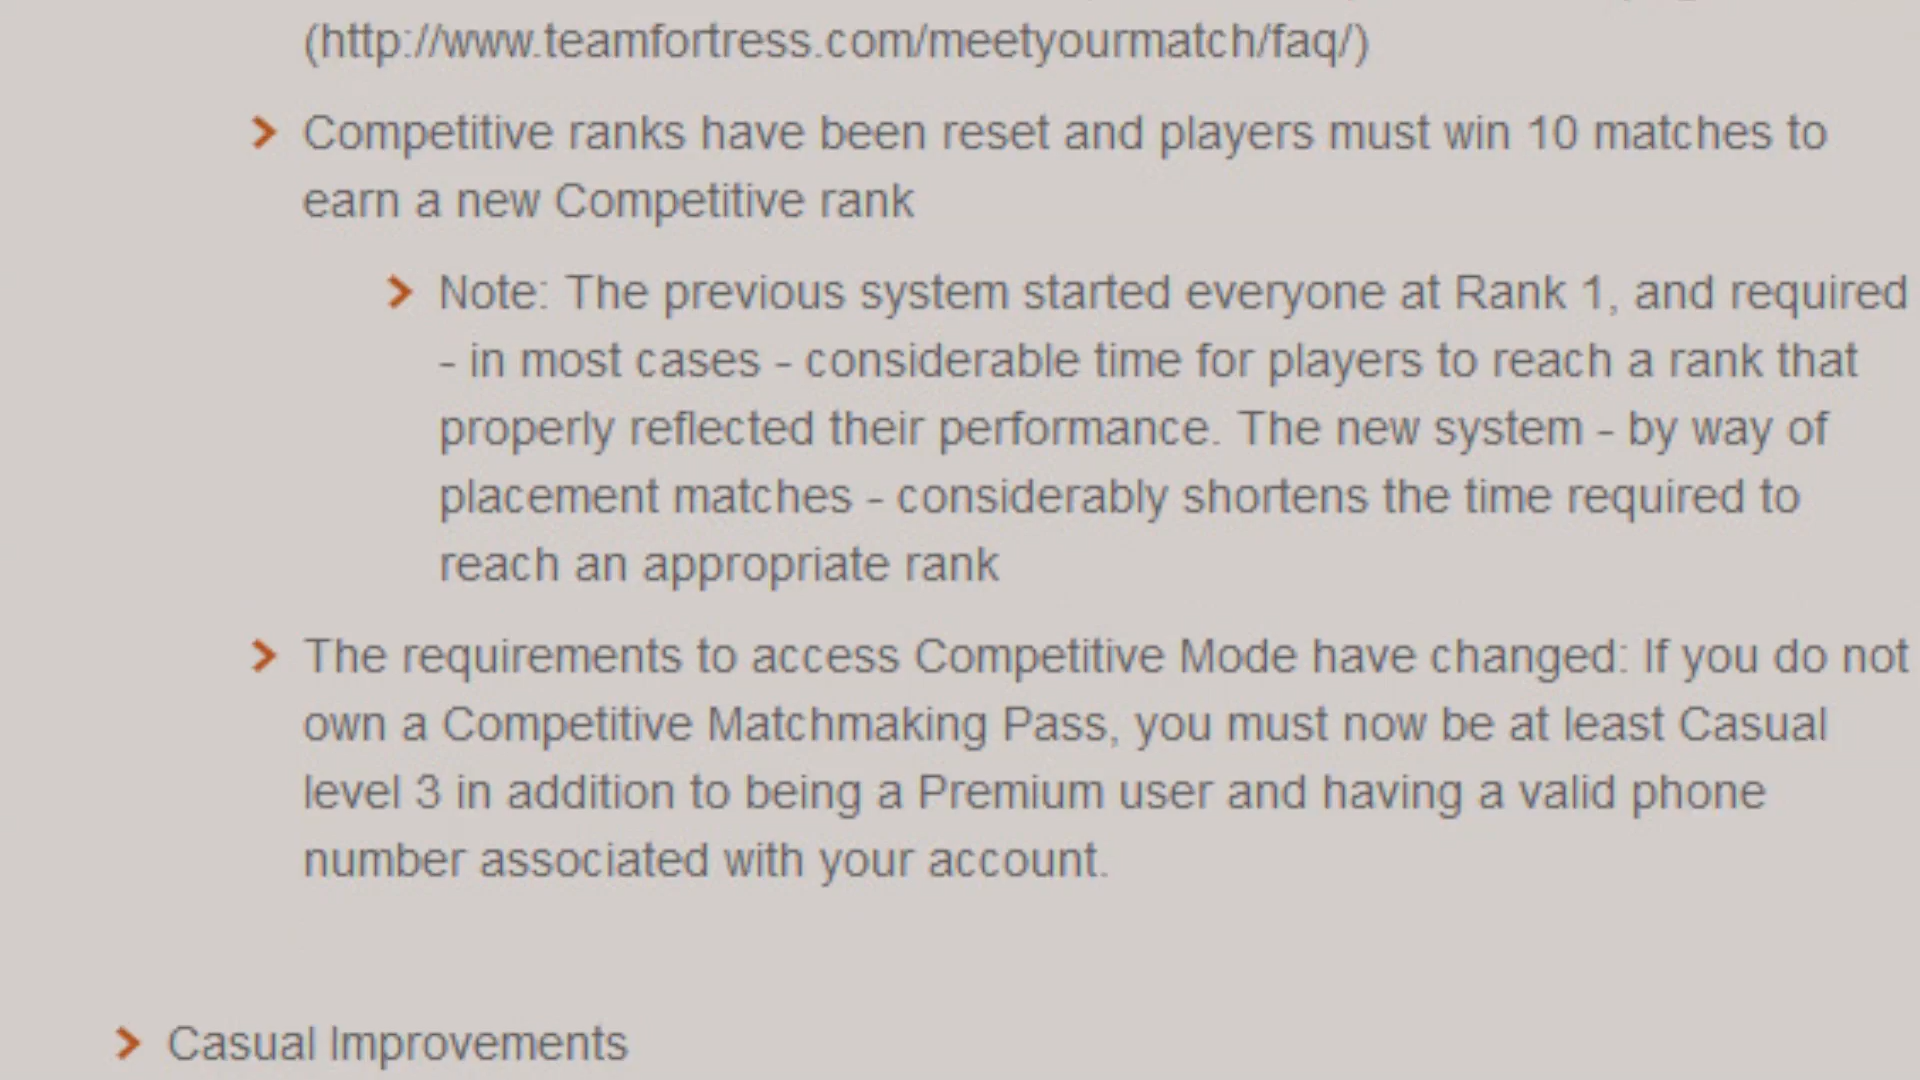 (http://www.teamfortress.com/meetyourmatch/faq/)
Competitive ranks have been reset and players must win 10 matches to
earn a new Competitive rank
Note: The previous system started everyone at Rank 1, and required
- in most cases - considerable time for players to reach a rank that
properly reflected their performance. The new system - by way of
placement matches - considerably shortens the time required to
reach an appropriate rank
The requirements to access Competitive Mode have changed: If you do not
own a Competitive Matchmaking Pass, you must now be at least Casual
level 3 in addition to being a Premium user and having a valid phone
number associated with your account.
Casual Improvements